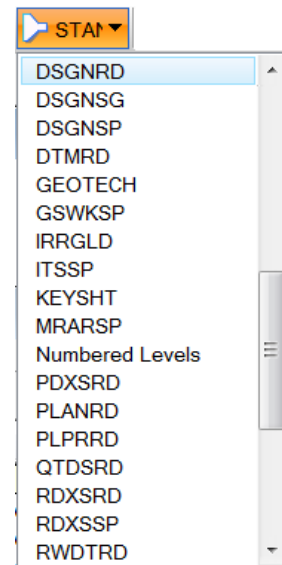 STAN
DSGNRD
DSGNSG
DSGNSP
DTMRD
GEOTECH
GSWKSP
IRRGLD
ITSSP
KEYSHT
MRARSP
Numbered Levels
PDXSRD
PLANRD
PLPRRD
QTDSRD
RDXSRD
RDXSSP
RWDTRD